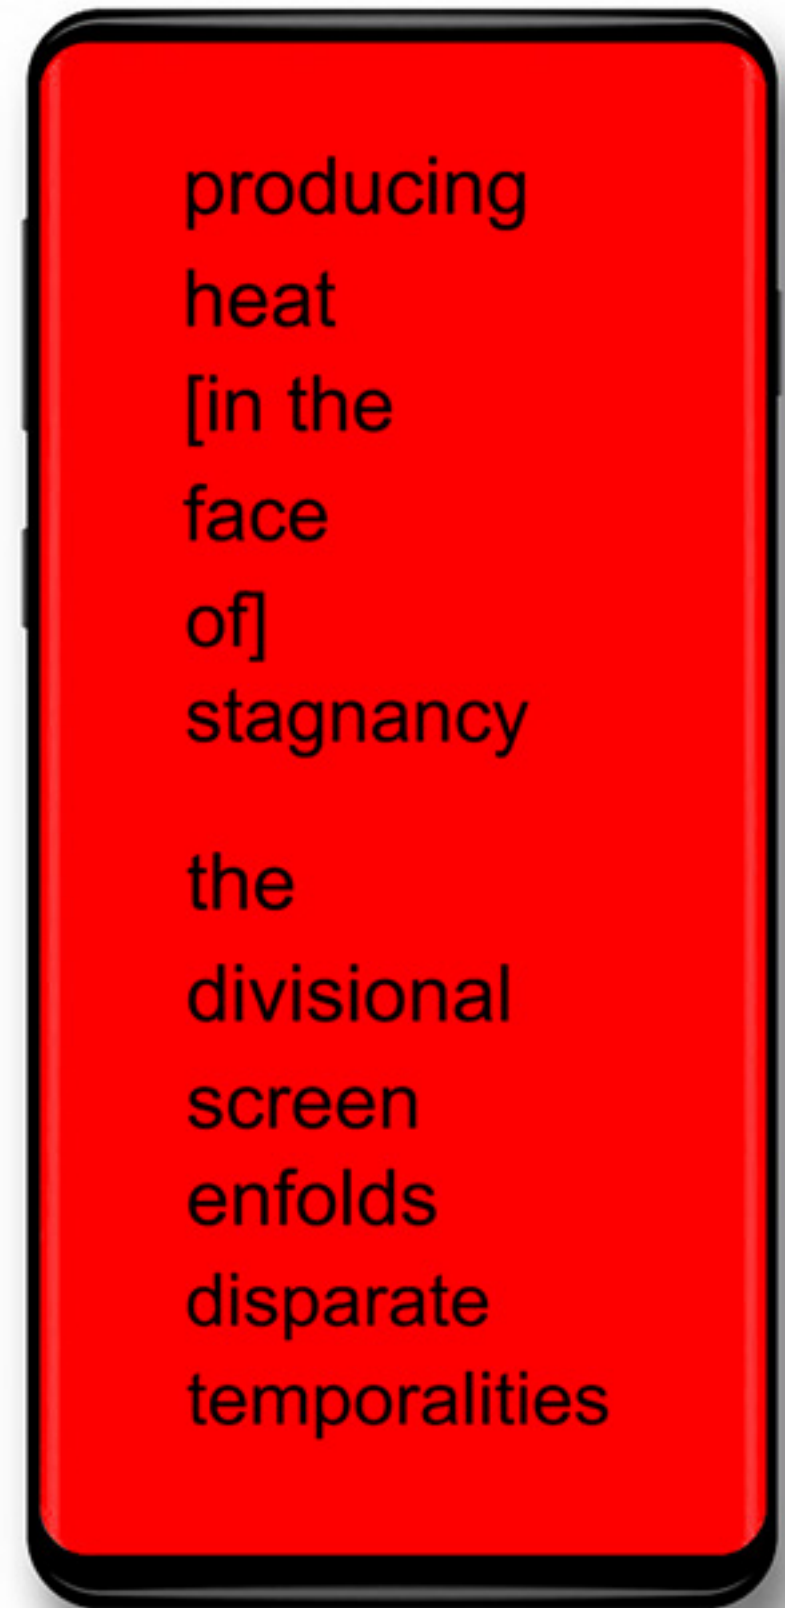 producing
heat
[in the
face
of]
stagnancy
the
divisional
screen
enfolds
disparate
temporalities